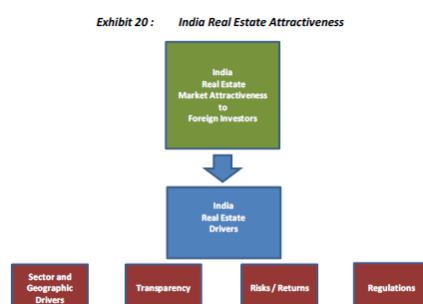 Exhibit 20 : India Real Estate Attractiveness
India
Real Estate
Market Attractiveness
to
Foreign Investors
India
Real Estate
Drivers
Sector and
Geographic
Drivers
Transparency
Risks / Returns
Regulations